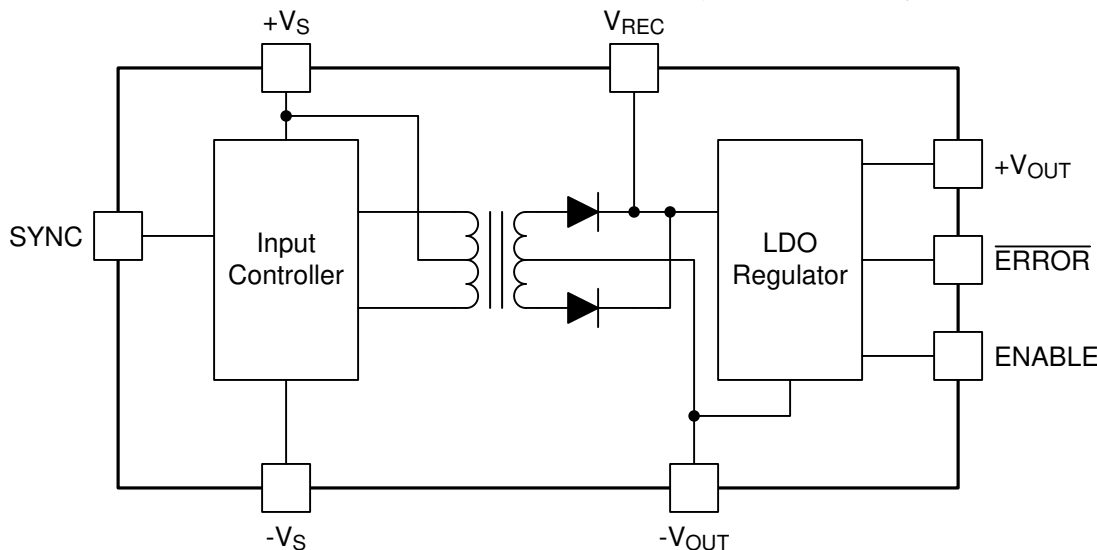 +VS
VREC
+VOUT
SYNC
Input
Controller
LDO
Regulator
ERROR
ENABLE
-VS
-VOUT